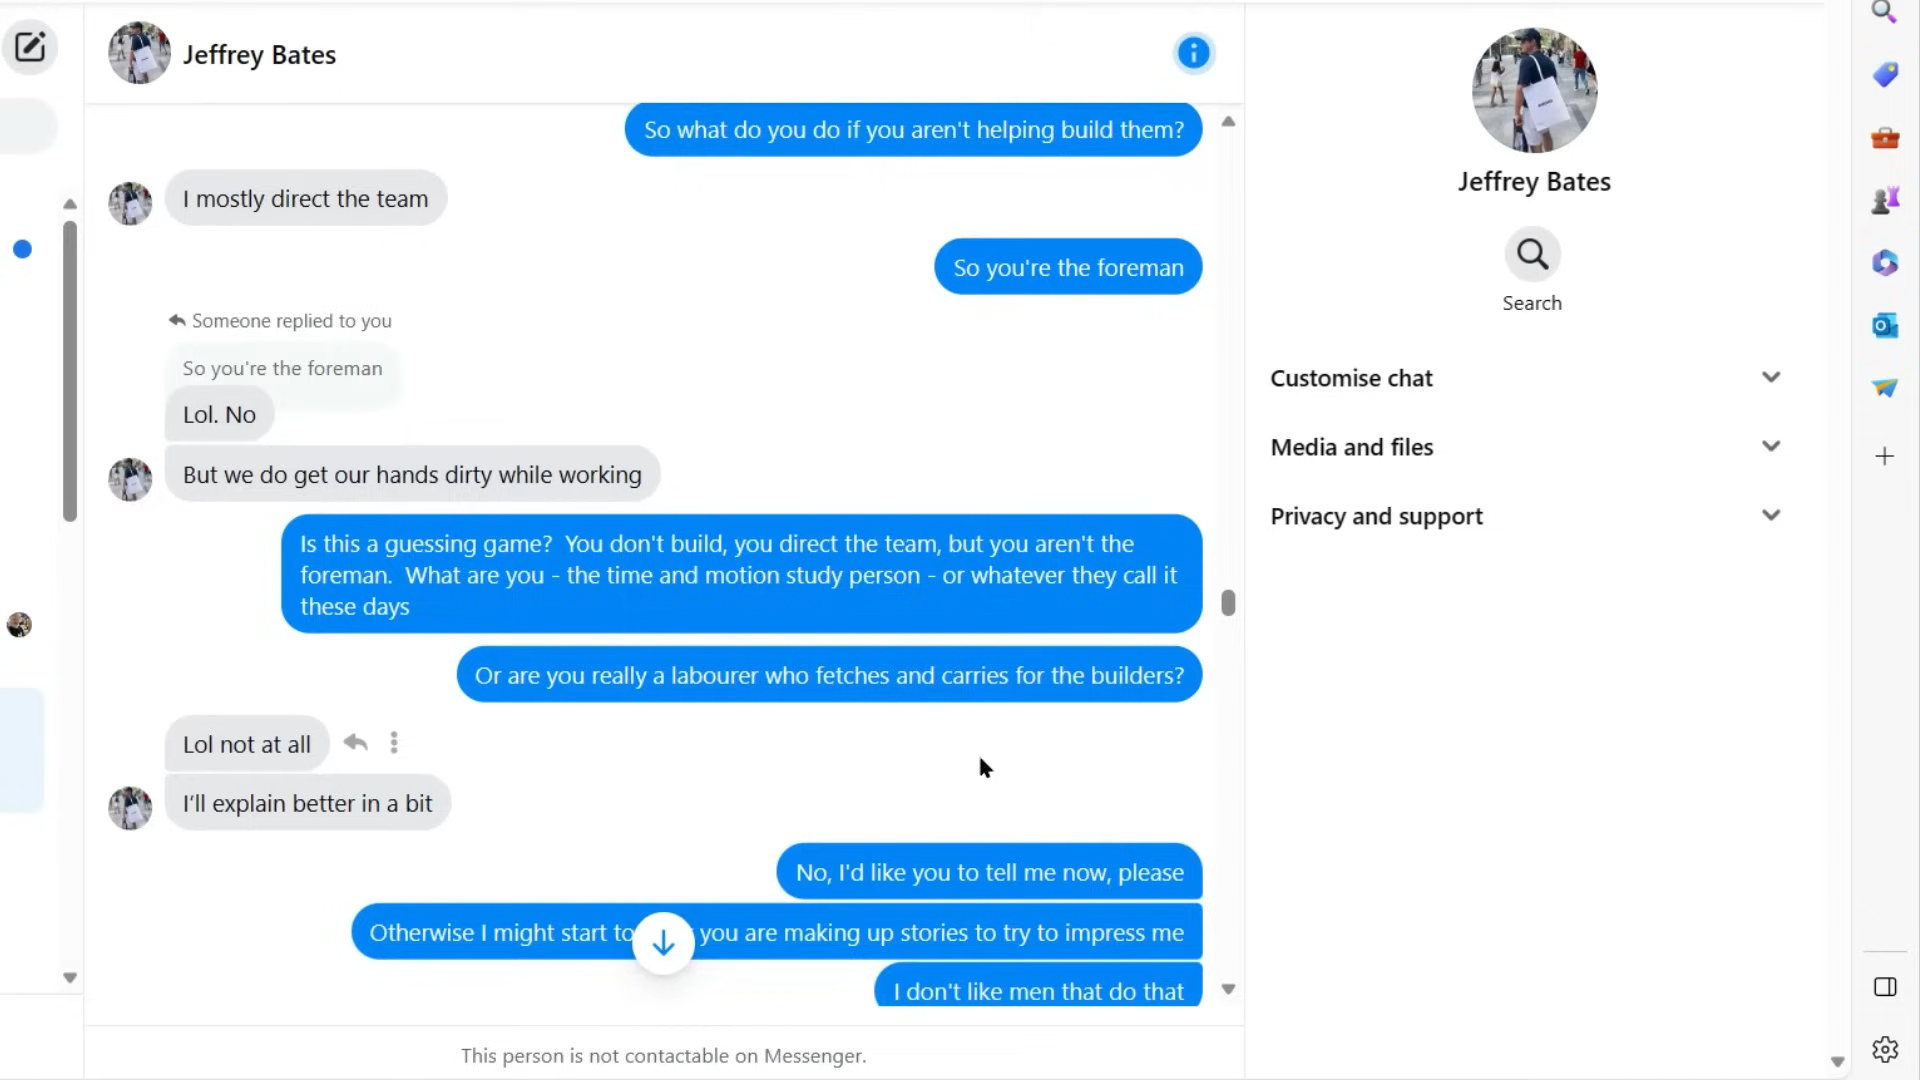 Jeffrey Bates
So what do you do if you aren't helping build them?
I mostly direct the team
So you're the foreman
Someone replied to you
So you're the foreman
Lol. No
But we do get our hands dirty while working
Is this a guessing game?  You don't build, you direct the team, but you aren't the
foreman.  What are you - the time and motion study person - or whatever they call it
these days
Or are you really a labourer who fetches and carries for the builders?
Lol not at all
I'll explain better in a bit
No, I'd like you to tell me now, please
Otherwise I might start to you are making up stories to try to impress me
I don't like men that do that
This person is not contactable on Messenger.
Jeffrey Bates
Search
Customise chat
Media and files
Privacy and support